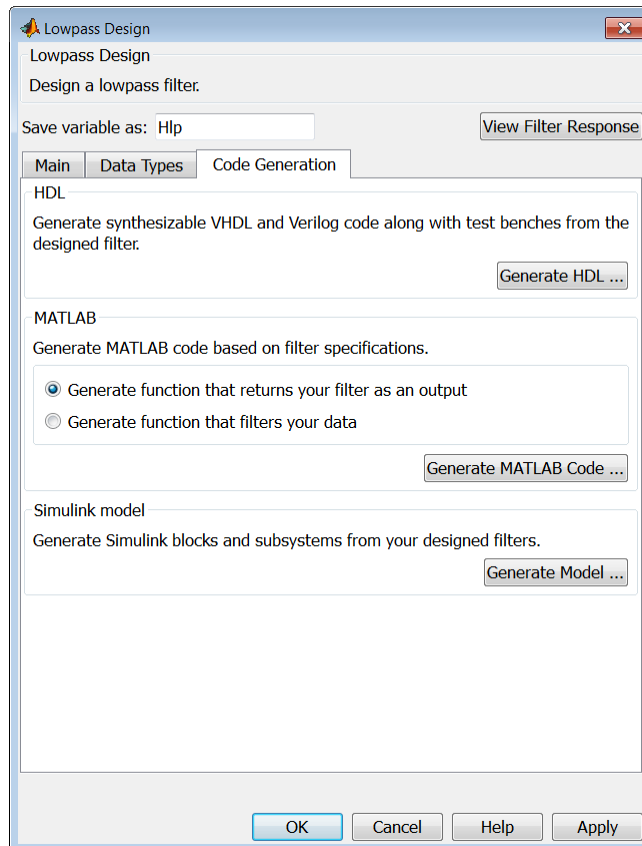 Lowpass Design
Lowpass Design
Design a lowpass filter.
Save variable as: Hlp View Filter Response
Main Data Types Code Generation
HDL
Generate synthesizable VHDL and Verilog code along with test benches from the
designed filter.
Generate HDL ...
MATLAB
Generate MATLAB code based on filter specifications.
Generate function that returns your filter as an output
Generate function that filters your data
Generate MATLAB Code ...
Simulink model
Generate Simulink blocks and subsystems from your designed filters.
Generate Model ...
OK Cancel Help Apply